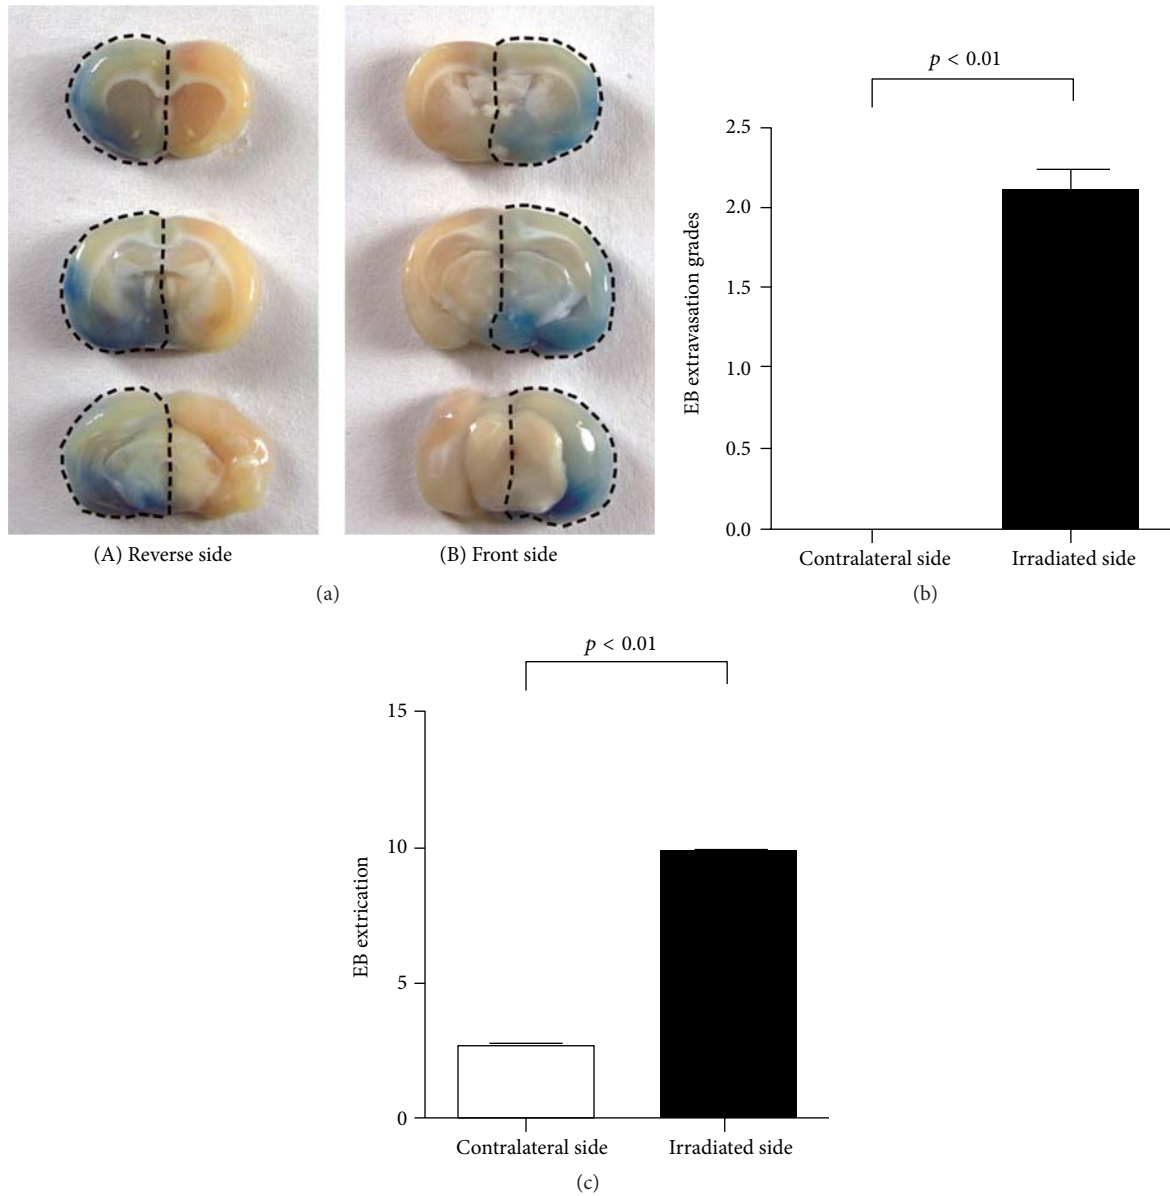 (A) Reverse side
(B) Front side
(a)
p < 0.01
EB extravasation grades
2.5
2.0
1.5
1.0
0.5
0.0
Contralateral side
Irradiated side
(b)
p < 0.01
EB extrication
15
10
5
0
Contralateral side
Irradiated side
(c)